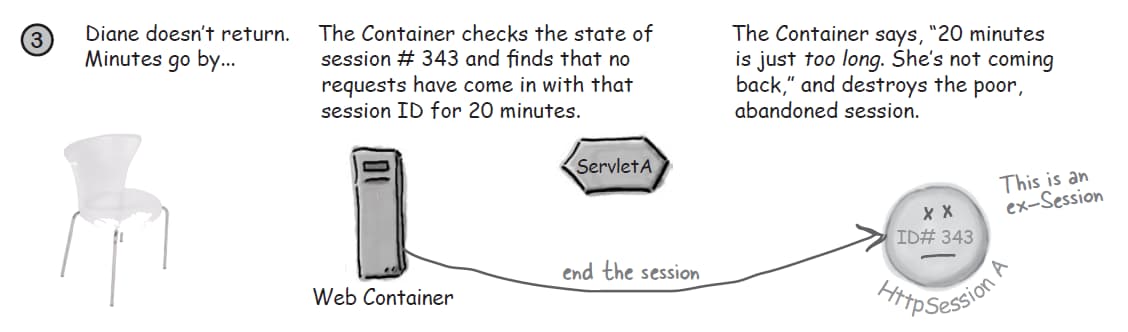 3
Diane doesn't return.
Minutes go by...
The Container checks the state of
session # 343 and finds that no
requests have come in with that
session ID for 20 minutes.
The Container says, "20 minutes
is just too long. She's not coming
back," and destroys the poor,
abandoned session.
ServletA
This is an
ex-Session
X X
ID# 343
end the session
HttpSession A
Web Container